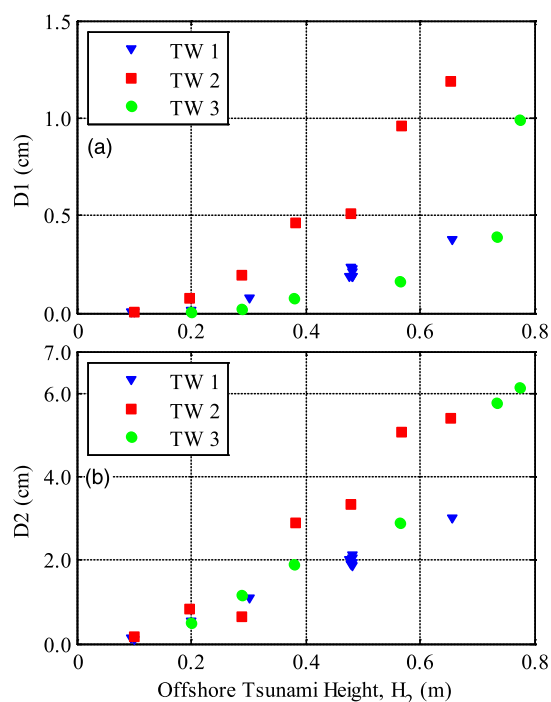 1.5
1.0
0.5
0.0
D1 (cm)
TW 1
TW 2
TW 3
(a)
0
0.2
0.4
0.6
0.8
7.0
6.0
4.0
2.0
0.0
D2 (cm)
TW 1
TW 2
TW 3
(b)
0
0.2
0.4
0.6
0.8
Offshore Tsunami Height, H₂ (m)